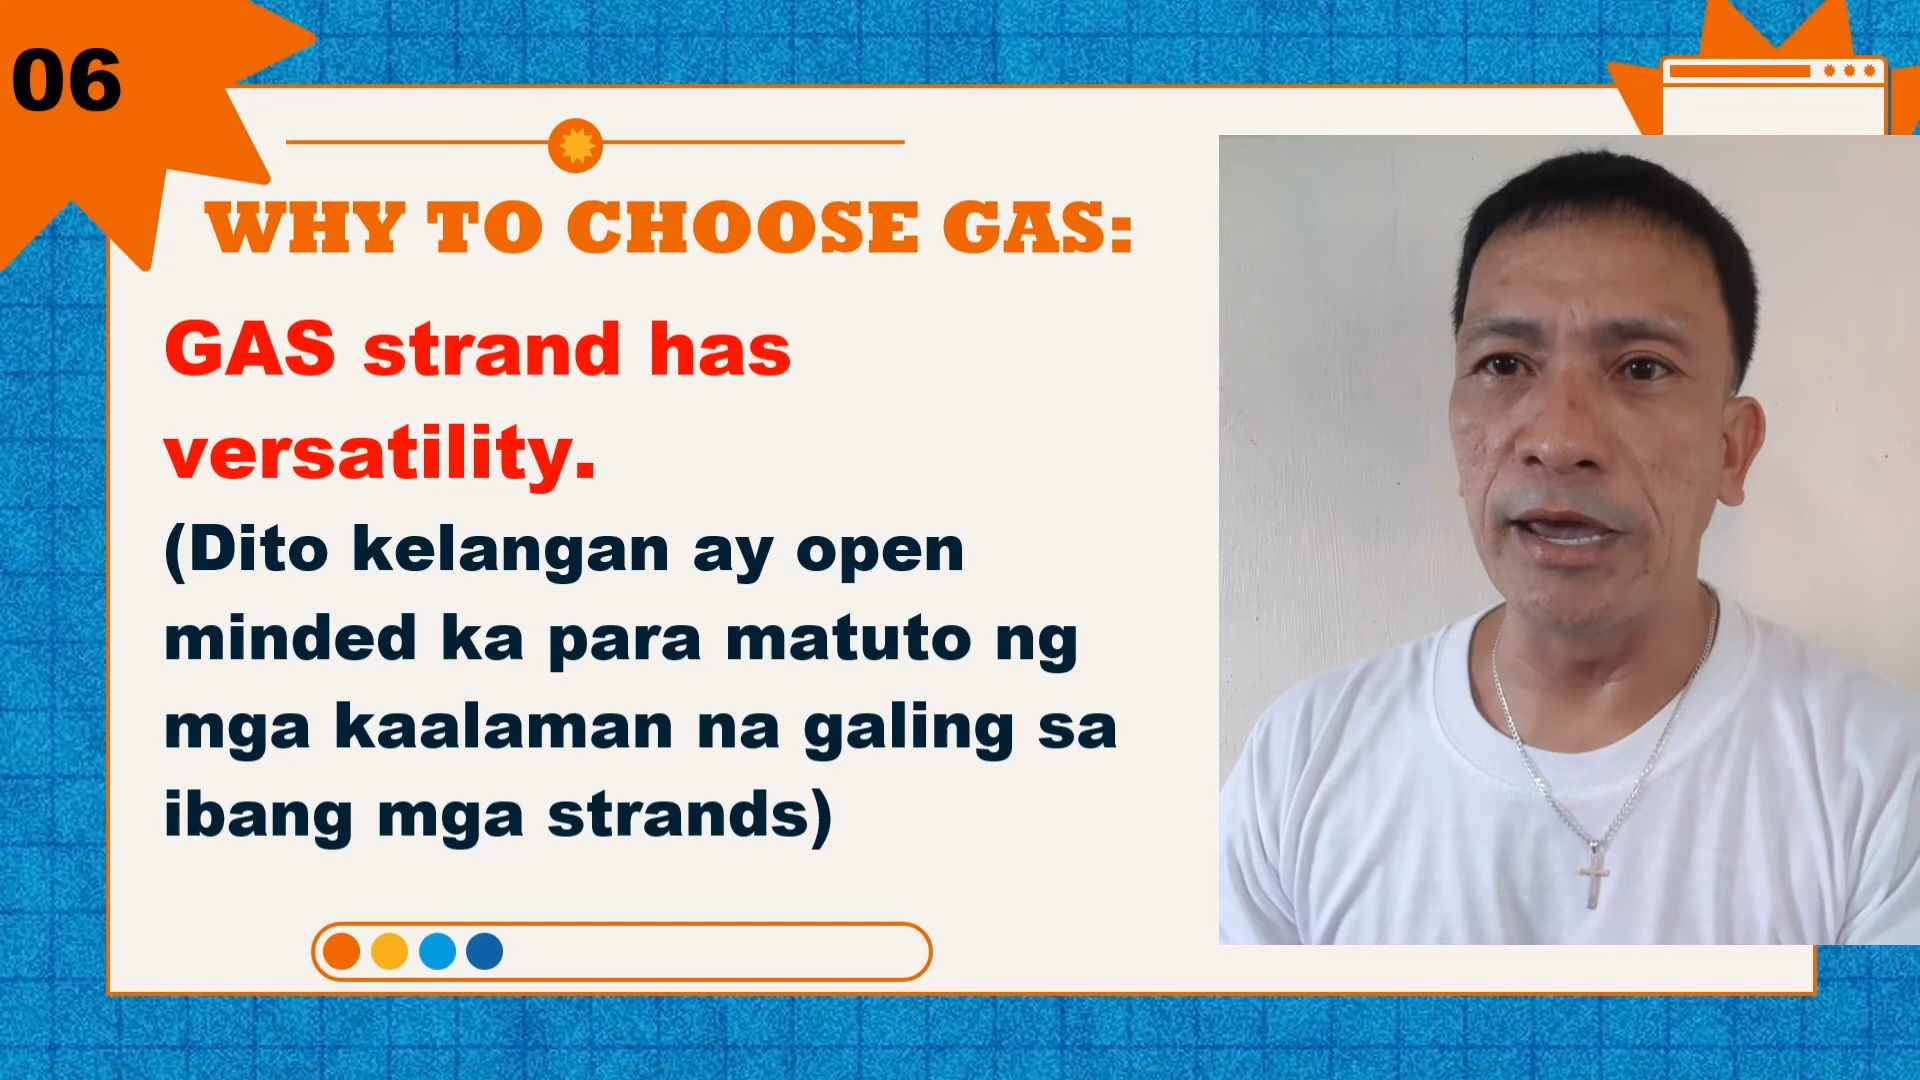 06
WHY TO CHOOSE GAS:
GAS strand has
versatility.
(Dito kelangan ay open
minded ka para matuto ng
mga kaalaman na galing sa
ibang mga strands)